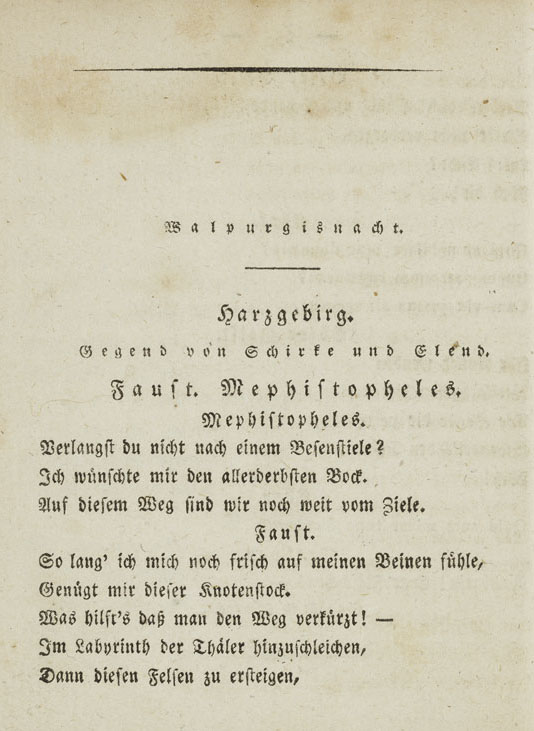 Walpurgisnacht.
Harzgebirg.
Gegend von Schirke und Elend.
Faust. Mephistopheles.
Mephistopheles.
Verlangst du nicht nach einem Besenstiele?
Ich wünschte mir den allerderbsten Bock.
Auf diesem Weg sind wir noch weit vom Ziele.
Faust.
So lang' ich mich noch frisch auf meinen Beinen fühle,
Genügt mir dieser Knotenstock.
Was hilft's daß man den Weg verkürzt! —
Im Labyrinth der Thäler hinzuschleichen,
Dann diesen Felsen zu ersteigen,